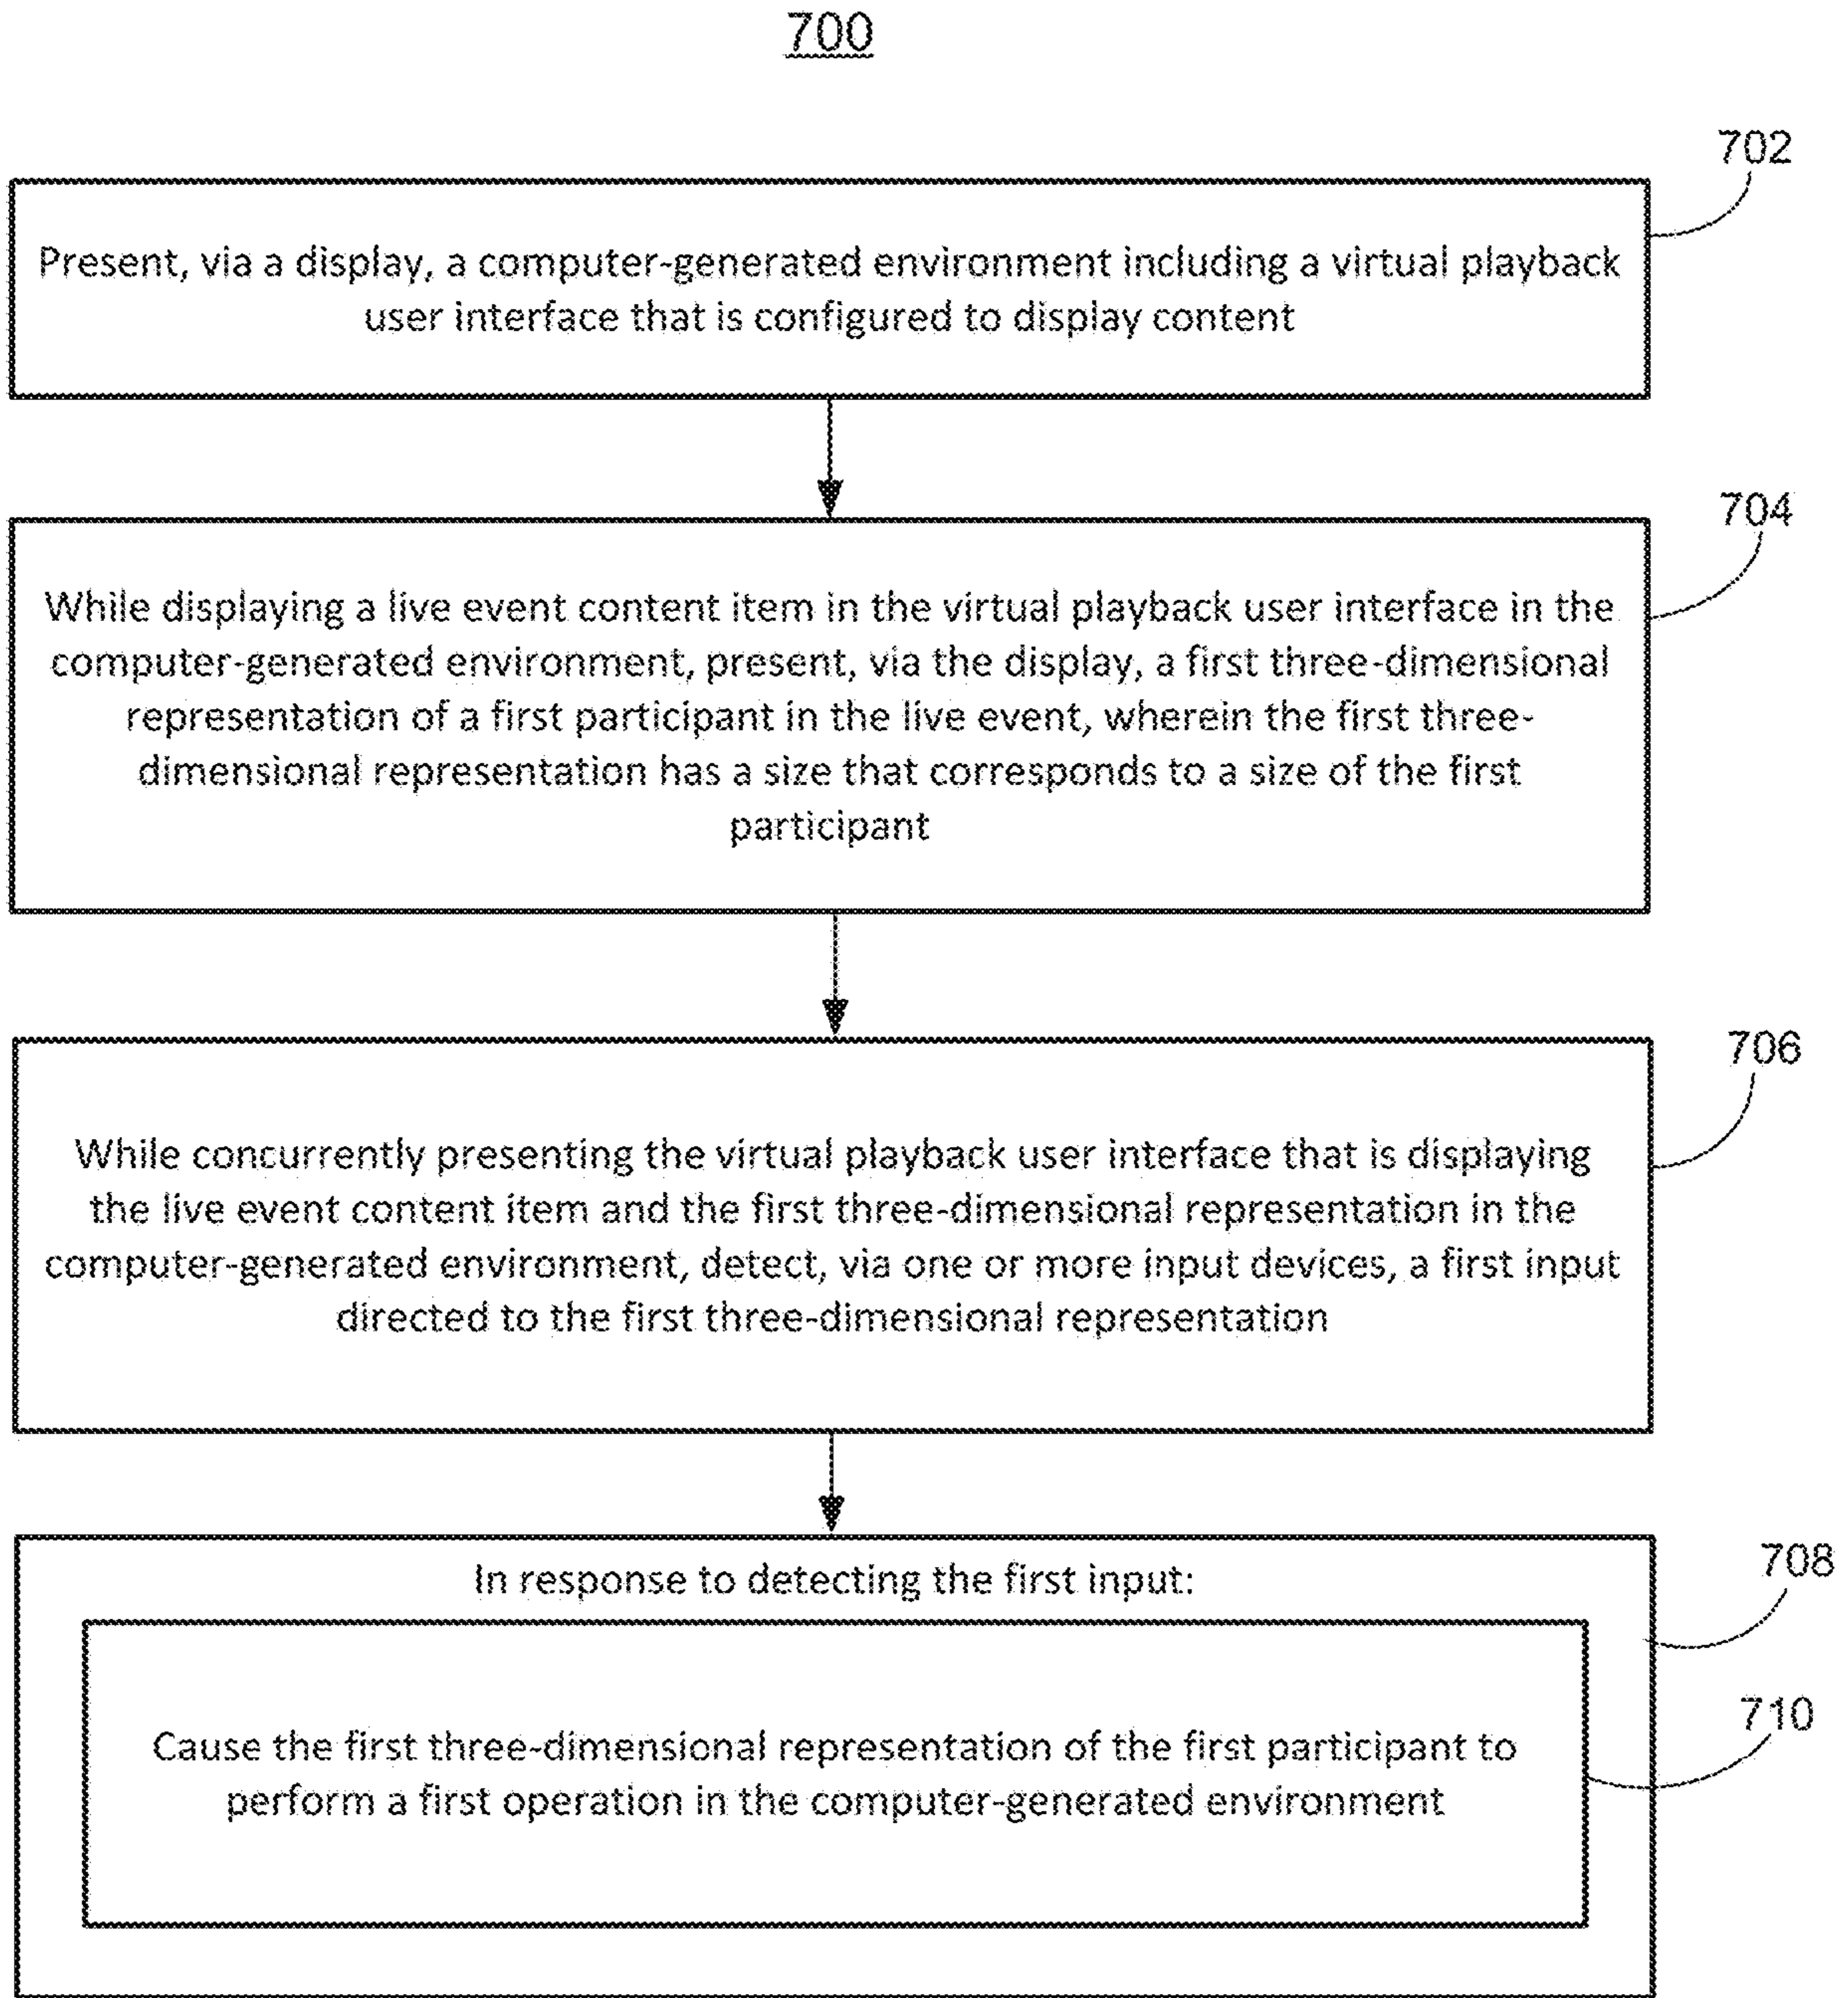 700
702
Present, via a display, a computer-generated environment including a virtual playback
user interface that is configured to display content
704
While displaying a live event content item in the virtual playback user interface in the
computer-generated environment, present, via the display, a first three-dimensional
representation of a first participant in the live event, wherein the first three-
dimensional representation has a size that corresponds to a size of the first
participant
706
While concurrently presenting the virtual playback user interface that is displaying
the live event content item and the first three-dimensional representation in the
computer-generated environment, detect, via one or more input devices, a first input
directed to the first three-dimensional representation
708
In response to detecting the first input:
710
Cause the first three-dimensional representation of the first participant to
perform a first operation in the computer-generated environment